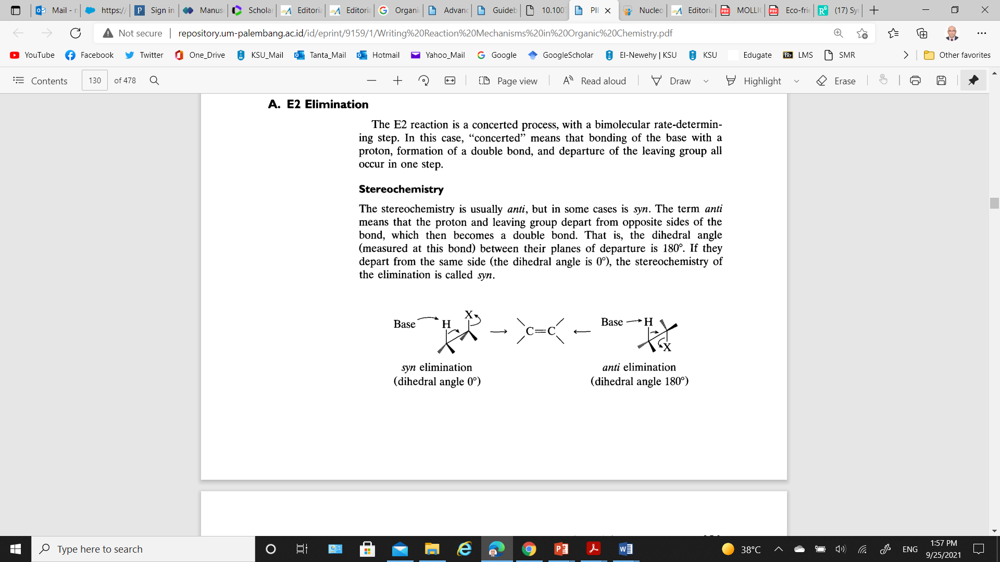 Mail - n
https://
Sign in
Manus
Scholar
Editoria
Editoria
Organi
Advanc
Guideb
10.100
PII
Nucleo
Editoria
MOLLI
Eco-frie
(17) Sy
Not secure
repository.um-palembang.ac.id/id/eprint/9159/1/Writing%20Reaction%20Mechanisms%20in%20Organic%20Chemistry.pdf
YouTube
Facebook
Twitter
One_Drive
KSU_Mail
Tanta_Mail
Hotmail
Yahoo_Mail
Google
GoogleScholar
El-Newehy | KSU
KSU
Edugate
Bb LMS
SMR
Other favorites
Contents
130 of 478
Page view
Read aloud
Draw
Highlight
Erase
A. E2 Elimination
The E2 reaction is a concerted process, with a bimolecular rate-determin-
ing step. In this case, “concerted” means that bonding of the base with a
proton, formation of a double bond, and departure of the leaving group all
occur in one step.
Stereochemistry
The stereochemistry is usually anti, but in some cases is syn. The term anti
means that the proton and leaving group depart from opposite sides of the
bond, which then becomes a double bond. That is, the dihedral angle
(measured at this bond) between their planes of departure is 180°. If they
depart from the same side (the dihedral angle is 0°), the stereochemistry of
the elimination is called syn.
Base H X
C=C
Base H X
syn elimination
(dihedral angle 0°)
anti elimination
(dihedral angle 180°)
Type here to search
38°C
ENG
1:57 PM
9/25/2021